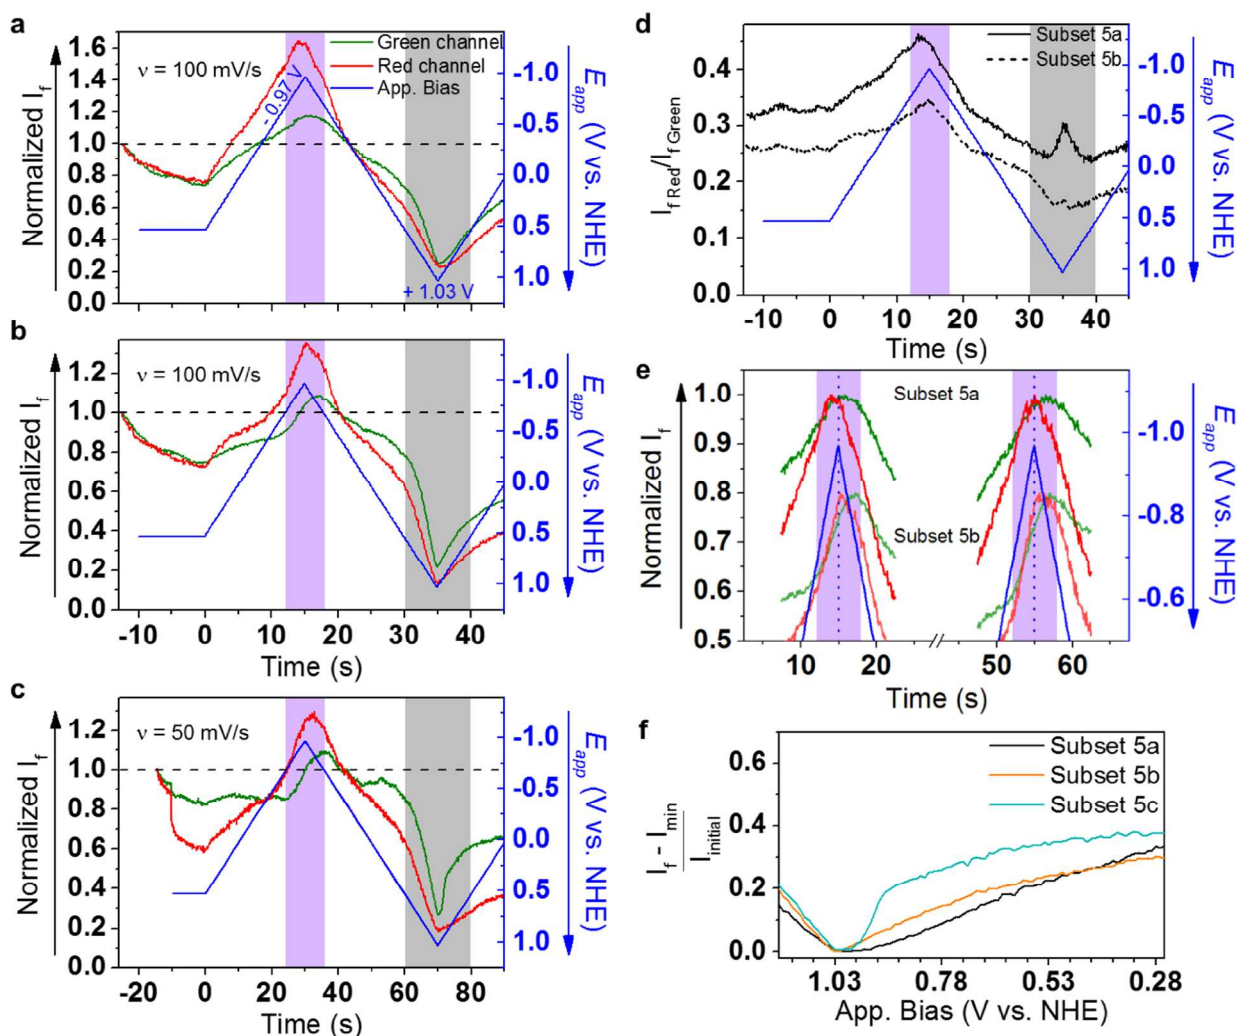 a
Normalized I_f
1.6
1.4
1.2
1.0
0.8
0.6
0.4
0.2
0.0
ν = 100 mV/s
Green channel
Red channel
App. Bias
- 0.97 V
+ 1.03 V
-1.0
-0.5
0.0
0.5
1.0
E_app (V vs. NHE)
b
Normalized I_f
1.2
1.0
0.8
0.6
0.4
0.2
0.0
ν = 100 mV/s
-1.0
-0.5
0.0
0.5
1.0
E_app (V vs. NHE)
-10 0 10 20 30 40
Time (s)
c
Normalized I_f
1.2
1.0
0.8
0.6
0.4
0.2
0.0
ν = 50 mV/s
-1.0
-0.5
0.0
0.5
1.0
E_app (V vs. NHE)
-20 0 20 40 60 80
Time (s)
d
I_f Red/I_f Green
0.4
0.3
0.2
0.1
0.0
Subset 5a
Subset 5b
-1.0
-0.5
0.0
0.5
1.0
E_app (V vs. NHE)
-10 0 10 20 30 40
Time (s)
e
Normalized I_f
1.0
0.9
0.8
0.7
0.6
0.5
Subset 5a
Subset 5b
-1.0
-0.8
-0.6
E_app (V vs. NHE)
10 20 50 60
Time (s)
f
I_f - I_min
I_initial
0.6
0.4
0.2
0.0
Subset 5a
Subset 5b
Subset 5c
1.03 0.78 0.53 0.28
App. Bias (V vs. NHE)